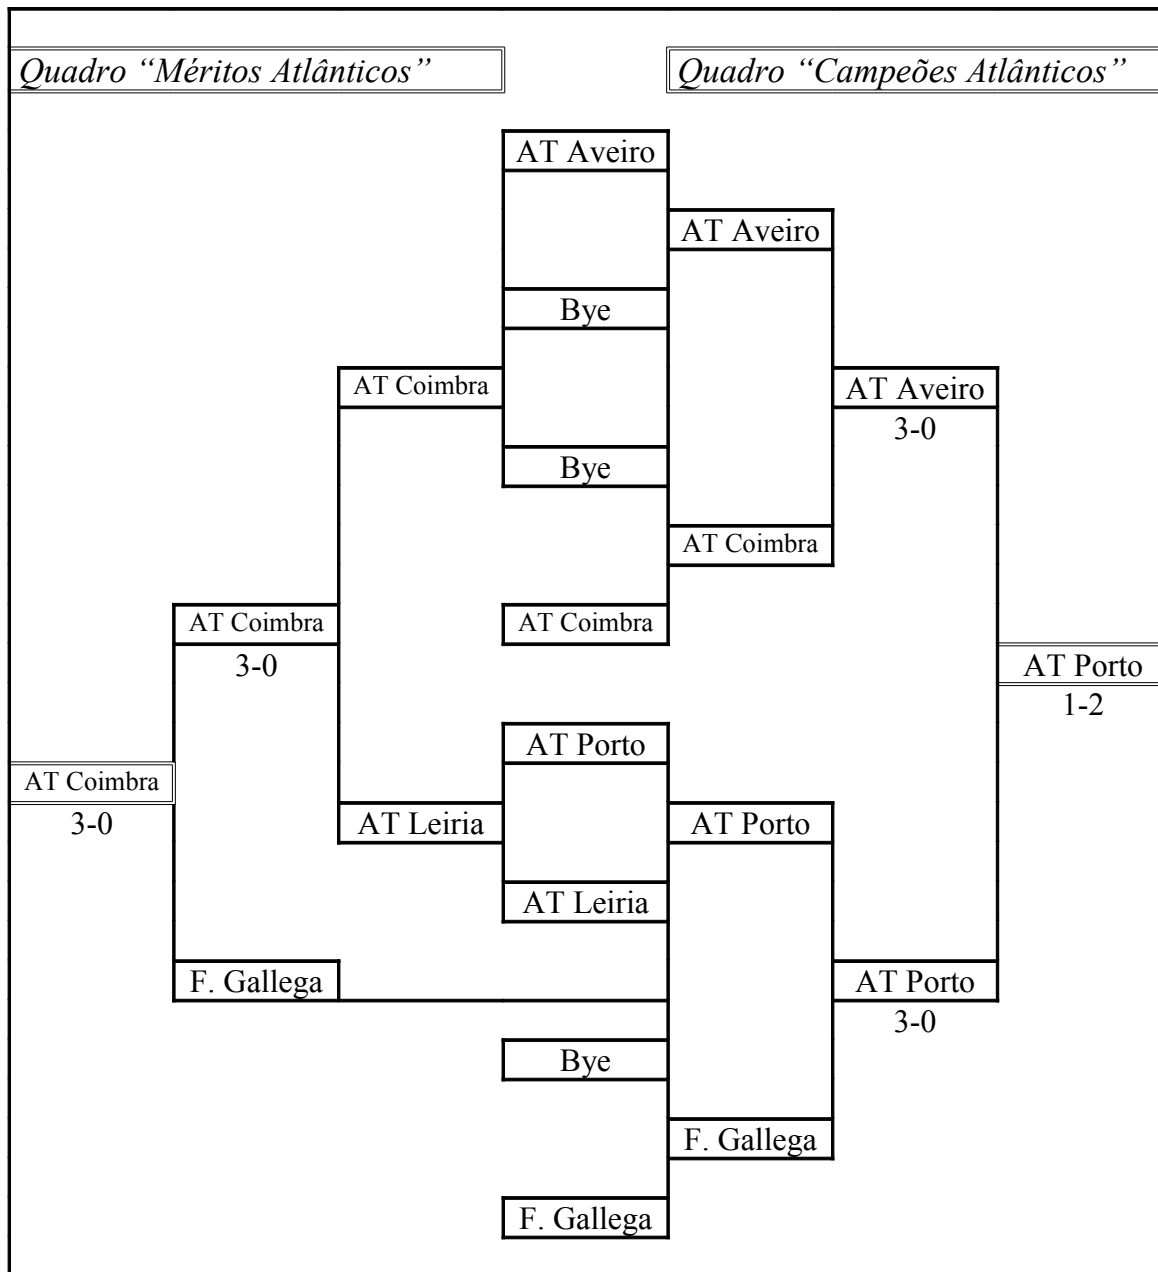 Quadro “Méritos Atlânticos”
Quadro “Campeões Atlânticos”
AT Aveiro
AT Aveiro
Bye
AT Coimbra
AT Aveiro
3-0
Bye
AT Coimbra
AT Coimbra
AT Coimbra
3-0
AT Porto
1-2
AT Porto
AT Coimbra
3-0
AT Leiria
AT Porto
AT Leiria
F. Gallega
AT Porto
3-0
Bye
F. Gallega
F. Gallega